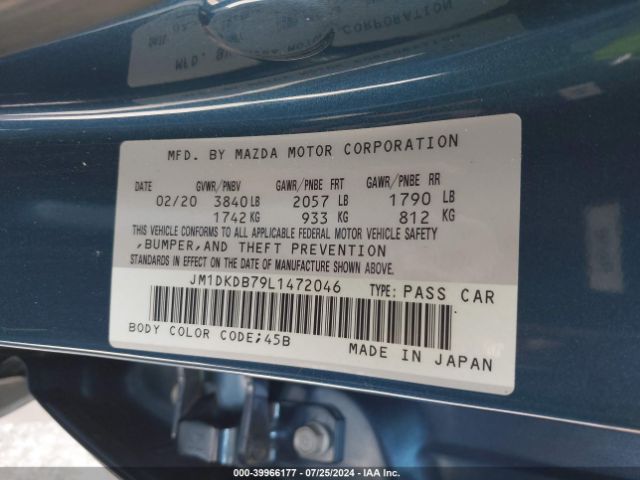 MFD. BY MAZDA MOTOR CORPORATION
DATE GVWR/PNBV GAWR/PNBE FRT GAWR/PNBE RR
02/20 3840 LB 2057 LB 1790 LB
1742 KG 933 KG 812 KG
THIS VEHICLE CONFORMS TO ALL APPLICABLE FEDERAL MOTOR VEHICLE SAFETY
,BUMPER,AND THEFT PREVENTION
STANDARDS IN EFFECT ON THE DATE OF MANUFACTURE SHOWN ABOVE.
JM1DKDB79L1472046 TYPE: PASS CAR
BODY COLOR CODE;45B
MADE IN JAPAN
000-39966177 - 07/25/2024 - IAA Inc.